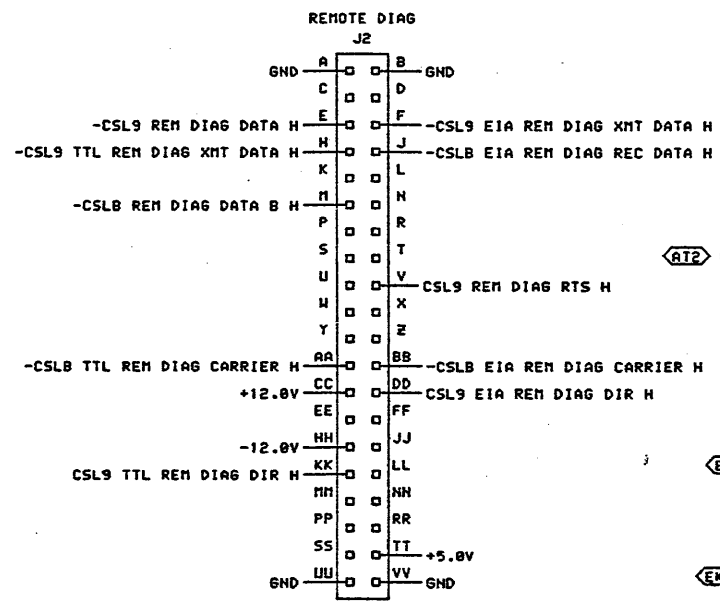 REMOTE DIAG
J2
GND A B GND
C D
-CSL9 REM DIAG DATA H E F -CSL9 EIA REM DIAG XMT DATA H
-CSL9 TTL REM DIAG XMT DATA H H J -CSLB EIA REM DIAG REC DATA H
K L
-CSLB REM DIAG DATA B H M N
P R
S T
AT2
U V CSL9 REM DIAG RTS H
W X
Y Z
-CSLB TTL REM DIAG CARRIER H AA BB -CSLB EIA REM DIAG CARRIER H
+12.0V CC DD CSL9 EIA REM DIAG DIR H
EE FF
-12.0V HH JJ
CSL9 TTL REM DIAG DIR H KK LL
MM NN
PP RR
SS TT +5.0V
GND UU VV GND